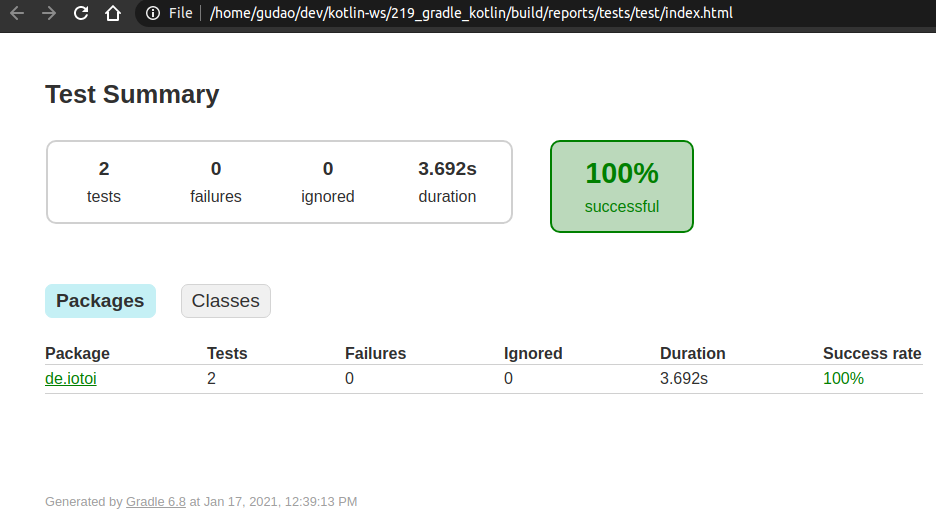 File /home/gudao/dev/kotlin-ws/219_gradle_kotlin/build/reports/tests/test/index.html
Test Summary
2 0 0 3.692s 100%
tests failures ignored duration successful
Packages Classes
Package Tests Failures Ignored Duration Success rate
de.iotoi 2 0 0 3.692s 100%
Generated by Gradle 6.8 at Jan 17, 2021, 12:39:13 PM